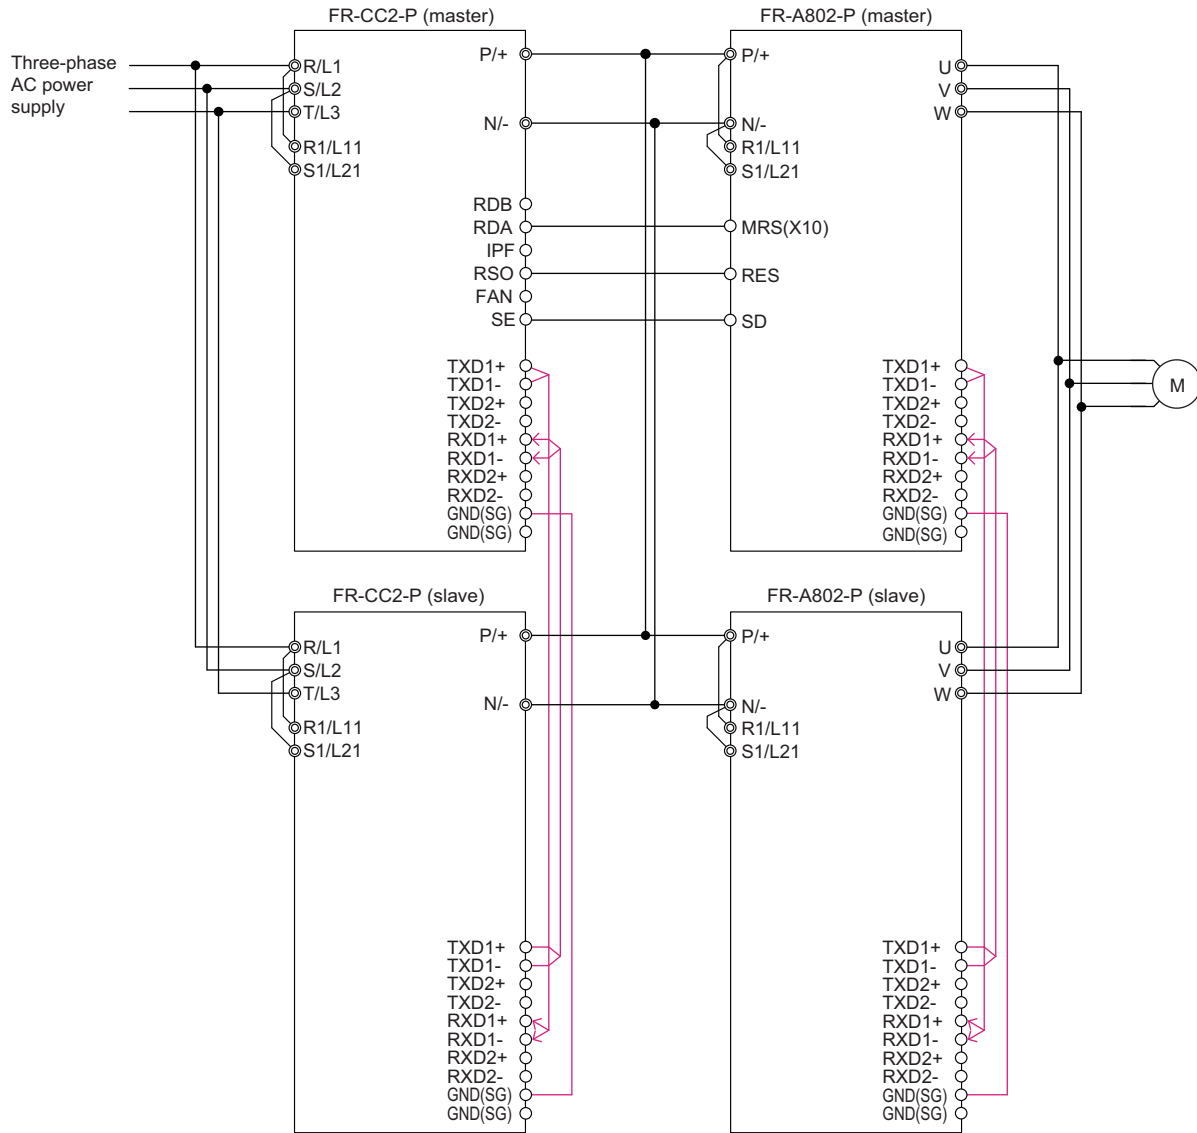 FR-CC2-P (master)
FR-A802-P (master)
Three-phase
AC power
supply
R/L1
S/L2
T/L3
R1/L11
S1/L21
P/+
N/-
RDB
RDA
IPF
RSO
FAN
SE
TXD1+
TXD1-
TXD2+
TXD2-
RXD1+
RXD1-
RXD2+
RXD2-
GND(SG)
GND(SG)
P/+
N/-
R1/L11
S1/L21
MRS(X10)
RES
SD
U
V
W
TXD1+
TXD1-
TXD2+
TXD2-
RXD1+
RXD1-
RXD2+
RXD2-
GND(SG)
GND(SG)
M
FR-CC2-P (slave)
FR-A802-P (slave)
R/L1
S/L2
T/L3
R1/L11
S1/L21
P/+
N/-
TXD1+
TXD1-
TXD2+
TXD2-
RXD1+
RXD1-
RXD2+
RXD2-
GND(SG)
GND(SG)
P/+
N/-
R1/L11
S1/L21
U
V
W
TXD1+
TXD1-
TXD2+
TXD2-
RXD1+
RXD1-
RXD2+
RXD2-
GND(SG)
GND(SG)